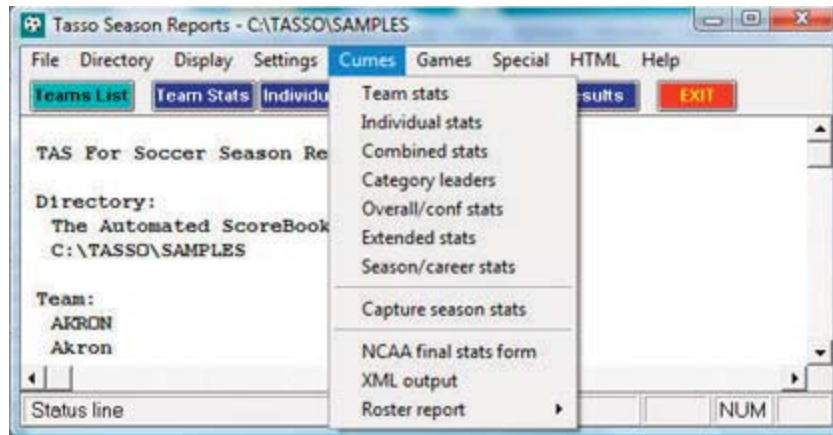 Tasso Season Reports - C:\TASSO\SAMPLES
File Directory Display Settings Cumes Games Special HTML Help
Teams List Team Stats Individu sults EXIT
Team stats
Individual stats
Combined stats
Category leaders
Overall/conf stats
Extended stats
Season/career stats
Capture season stats
NCAA final stats form
XML output
Roster report
TAS For Soccer Season Re
Directory:
The Automated ScoreBook
C:\TASSO\SAMPLES
Team:
AKRON
Akron
Status line NUM